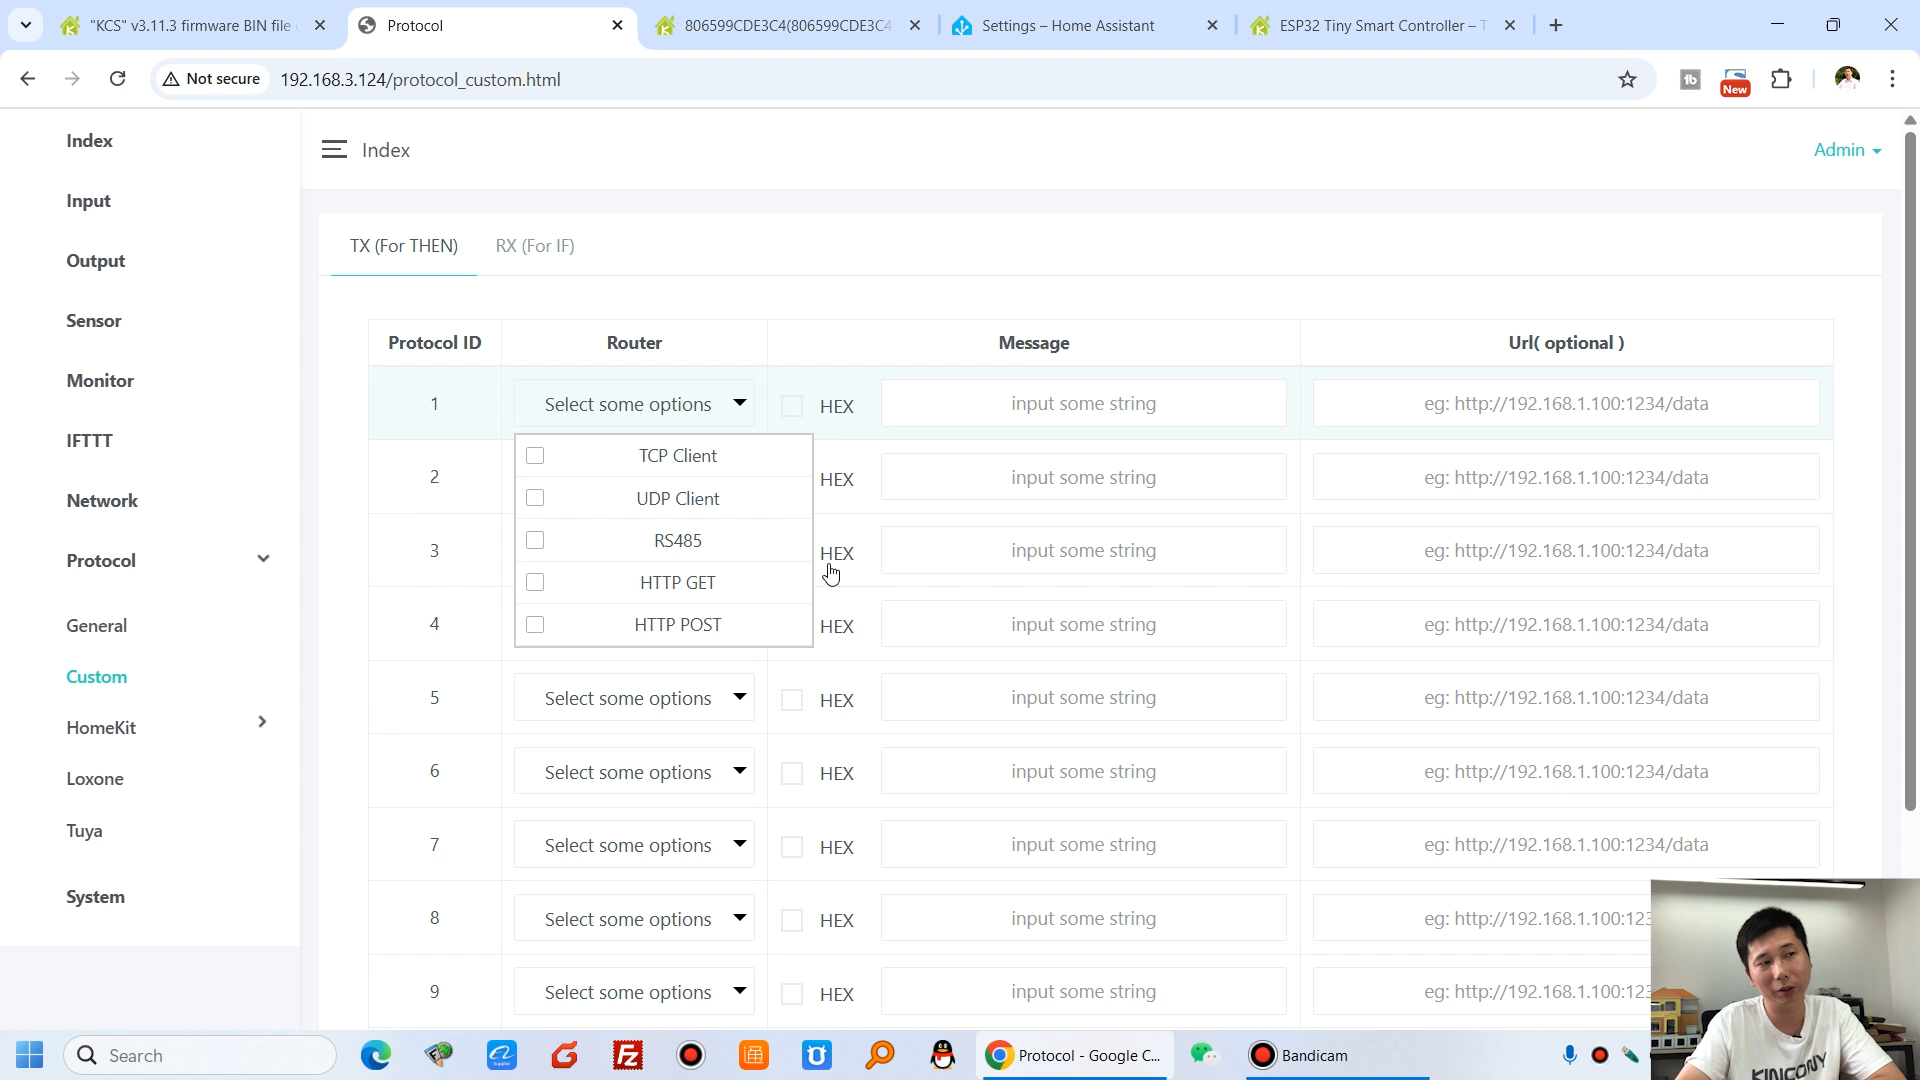 "KCS" v3.11.3 firmware BIN file
Protocol
806599CDE3C4(806599CDE3C4
Settings – Home Assistant
ESP32 Tiny Smart Controller –
Not secure
192.168.3.124/protocol_custom.html
New
Index
Input
Output
Sensor
Monitor
IFTTT
Network
Protocol
General
Custom
HomeKit
Loxone
Tuya
System
Index
Admin
TX (For THEN)
RX (For IF)
Protocol ID
Router
Message
Url( optional )
1
Select some options
HEX
input some string
eg: http://192.168.1.100:1234/data
TCP Client
UDP Client
RS485
HTTP GET
HTTP POST
2
HEX
input some string
eg: http://192.168.1.100:1234/data
3
HEX
input some string
eg: http://192.168.1.100:1234/data
4
HEX
input some string
eg: http://192.168.1.100:1234/data
5
Select some options
HEX
input some string
eg: http://192.168.1.100:1234/data
6
Select some options
HEX
input some string
eg: http://192.168.1.100:1234/data
7
Select some options
HEX
input some string
eg: http://192.168.1.100:1234/data
8
Select some options
HEX
input some string
eg: http://192.168.1.100:123
9
Select some options
HEX
input some string
eg: http://192.168.1.100:123
Search
Protocol - Google C...
Bandicam
KINCONY